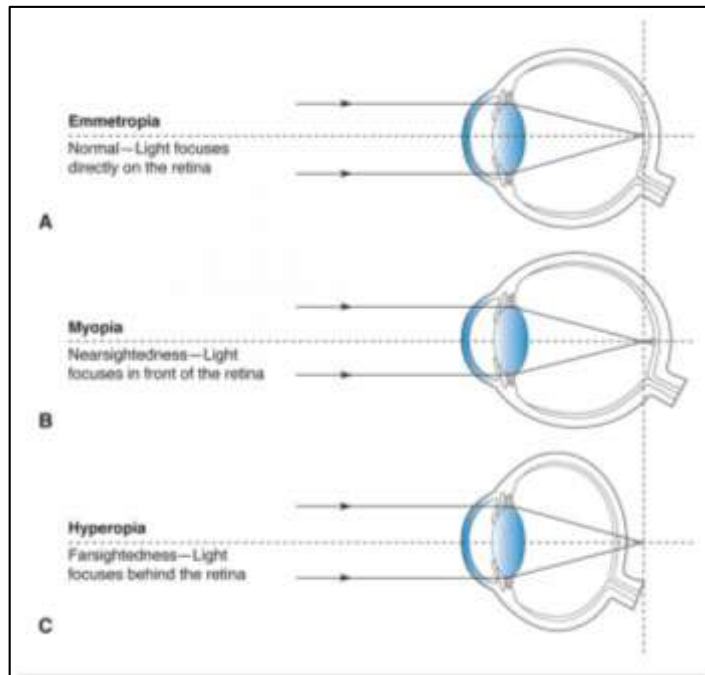 Emmetropia
Normal—Light focuses
directly on the retina
A
Myopia
Nearsightedness—Light
focuses in front of the retina
B
Hyperopia
Farsightedness—Light
focuses behind the retina
C